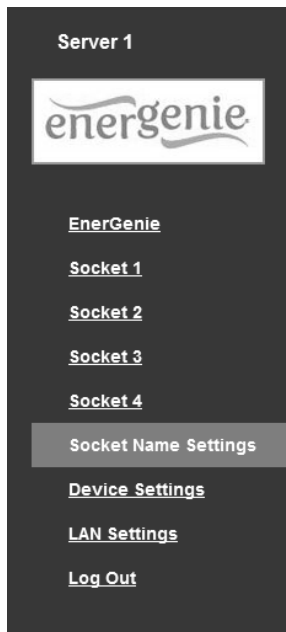 Server 1
energenie
EnerGenie
Socket 1
Socket 2
Socket 3
Socket 4
Socket Name Settings
Device Settings
LAN Settings
Log Out